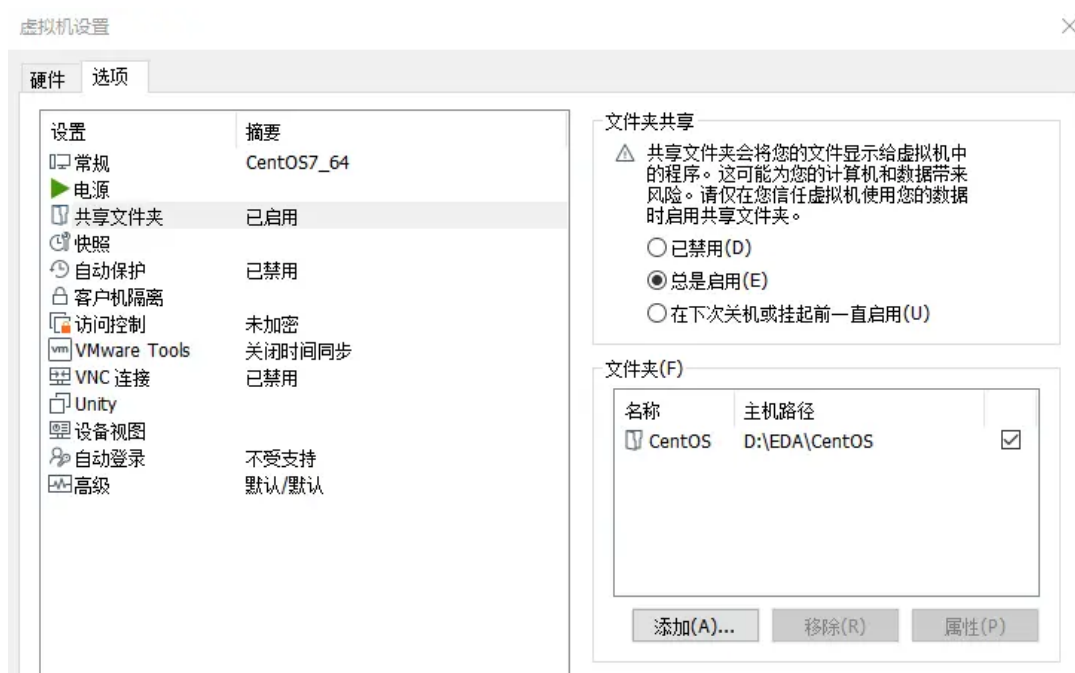 虚拟机设置
硬件 选项
设置 摘要
常规 CentOS7_64
电源
共享文件夹 已启用
快照
自动保护 已禁用
客户机隔离
访问控制 未加密
VMware Tools 关闭时间同步
VNC 连接 已禁用
Unity
设备视图
自动登录 不受支持
高级 默认/默认
文件夹共享
共享文件夹会将您的文件显示给虚拟机中
的程序。这可能为您的计算机和数据带来
风险。请仅在您信任虚拟机使用您的数据
时启用共享文件夹。
已禁用(D)
总是启用(E)
在下次关机或挂起前一直启用(U)
文件夹(F)
名称 主机路径
CentOS D:\EDA\CentOS
添加(A)... 移除(R) 属性(P)